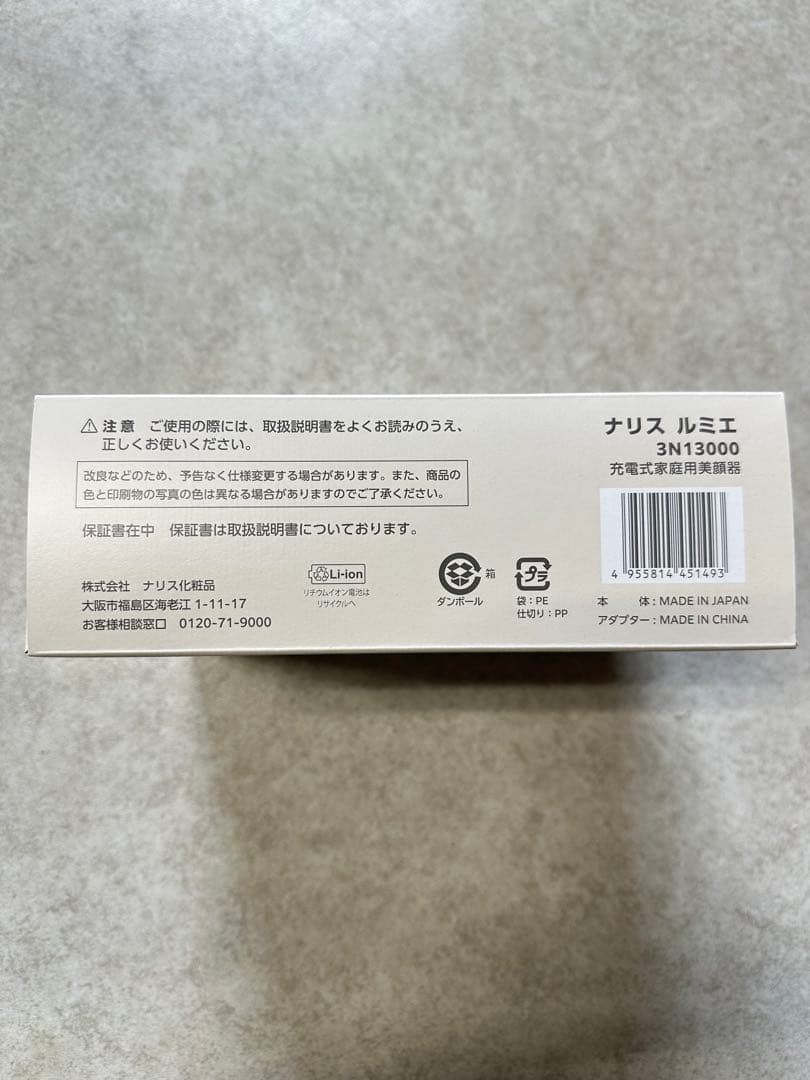 ⚠ 注意 ご使用の際には、取扱説明書をよくお読みのうえ、
正しくお使いください。
改良などのため、予告なく仕様変更する場合があります。また、商品の
色と印刷物の写真の色は異なる場合がありますのでご了承ください。
保証書在中 保証書は取扱説明書についております。
株式会社 ナリス化粧品
大阪市福島区海老江 1-11-17
お客様相談窓口 0120-71-9000
Li-ion
リチウムイオン電池は
リサイクルへ
箱
ダンボール
プラ
袋：PE
仕切り：PP
ナリス ルミエ
3N13000
充電式家庭用美顔器
4 955814 451493
本 体：MADE IN JAPAN
アダプター：MADE IN CHINA